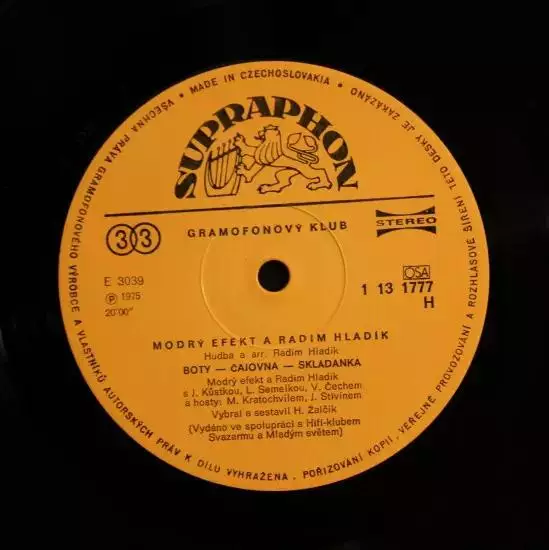 • MADE IN CZECHOSLOVAKIA •
VŠECHNA PRÁVA GRAMOFONOVÉHO VÝROBCE A VLASTNÍKŮ AUTORSKÝCH PRÁV K DÍLU VYHRAŽENA. POŘIZOVÁNÍ KOPIÍ, VEŘEJNÉ PROVOZOVÁNÍ A ROZHLASOVÉ ŠÍŘENÍ TÉTO DESKY JE ZAKÁZÁNO
SUPRAPHON
33
GRAMOFONOVÝ KLUB
STEREO
E 3039
Ⓟ 1975
20'00"
OSA
1 13 1777
H
MODRÝ EFEKT A RADIM HLADÍK
Hudba a arr. Radim Hladík
BOTY — ČAJOVNA — SKLÁDANKA
Modrý efekt a Radim Hladík
s J. Kůstkou, L. Semelkou, V. Čechem
a hosty: M. Kratochvílem, J. Stivínem
Vybral a sestavil H. Žalčík
(Vydáno ve spolupráci s Hifi-klubem
Svazarmu a Mladým světem)